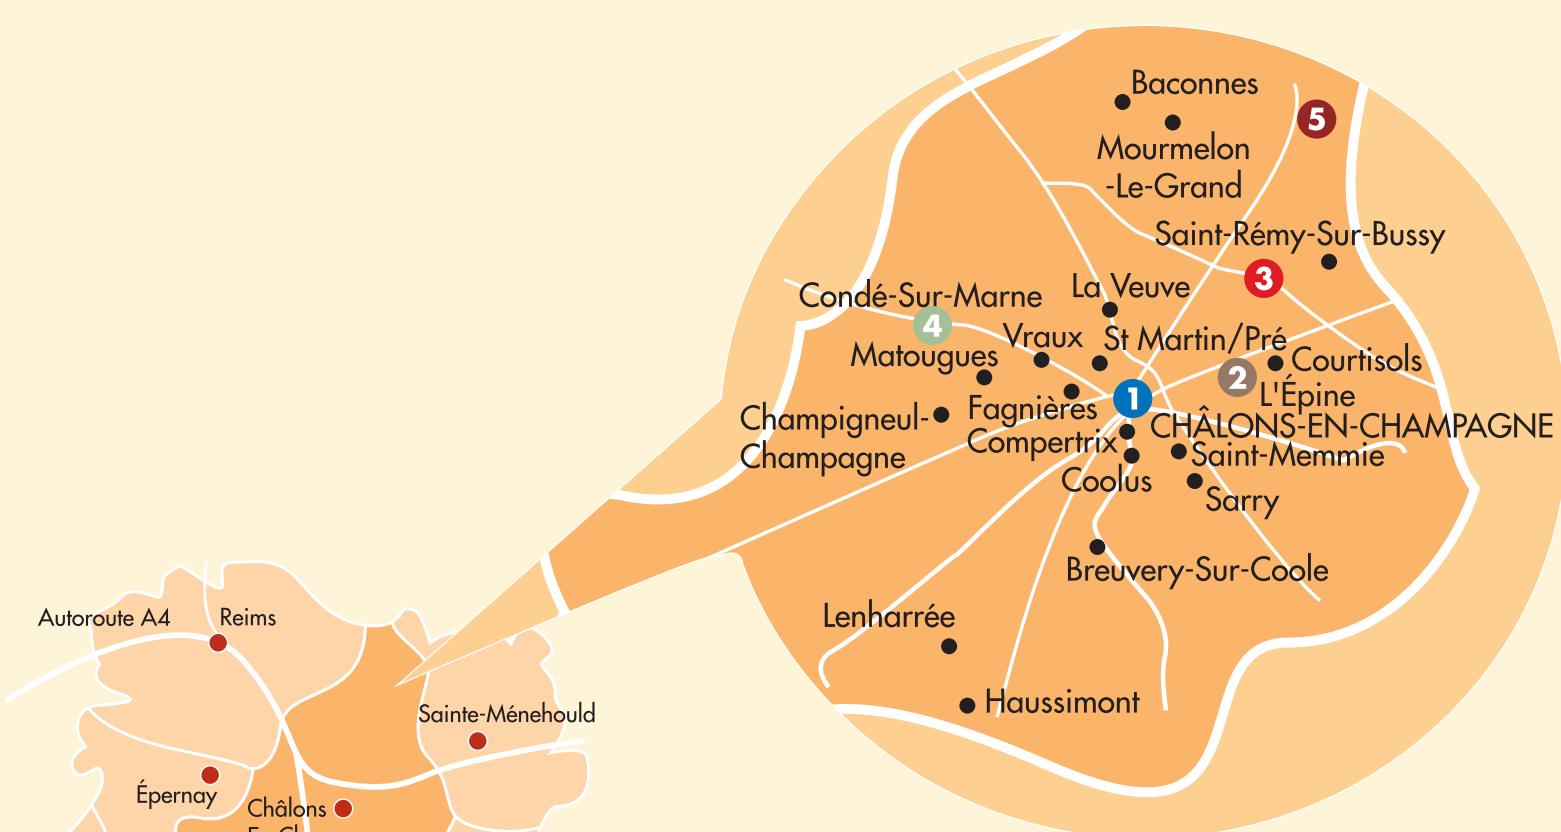 Baconnes
5
Mourmelon
-Le-Grand
Saint-Rémy-Sur-Bussy
3
La Veuve
Condé-Sur-Marne
4
Vraux
St Martin/Pré
Matougues
Courtisols
2
L'Épine
1
Fagnières
Champigneul-
Champagne
CHÂLONS-EN-CHAMPAGNE
Compertrix
Saint-Memmie
Coolus
Sarry
Breuvery-Sur-Coole
Lenharrée
Haussimont
Autoroute A4
Reims
Sainte-Ménehould
Épernay
Châlons